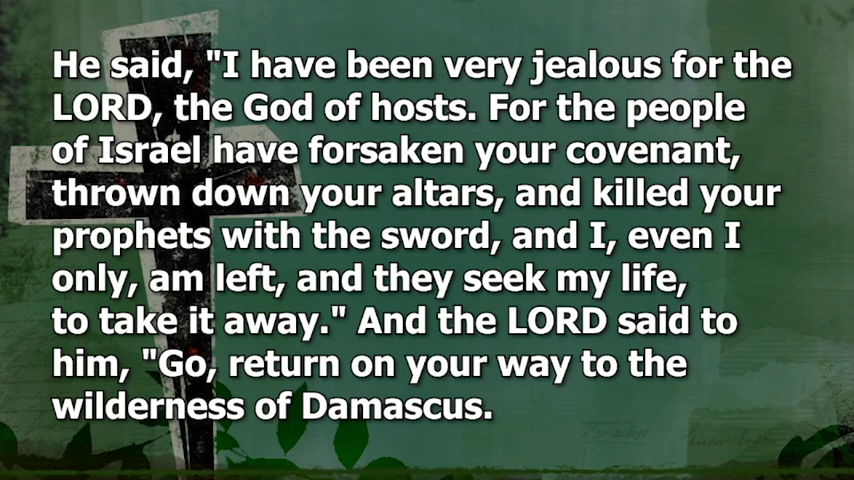 He said, "I have been very jealous for the
LORD, the God of hosts. For the people
of Israel have forsaken your covenant,
thrown down your altars, and killed your
prophets with the sword, and I, even I
only, am left, and they seek my life,
to take it away." And the LORD said to
him, "Go, return on your way to the
wilderness of Damascus.